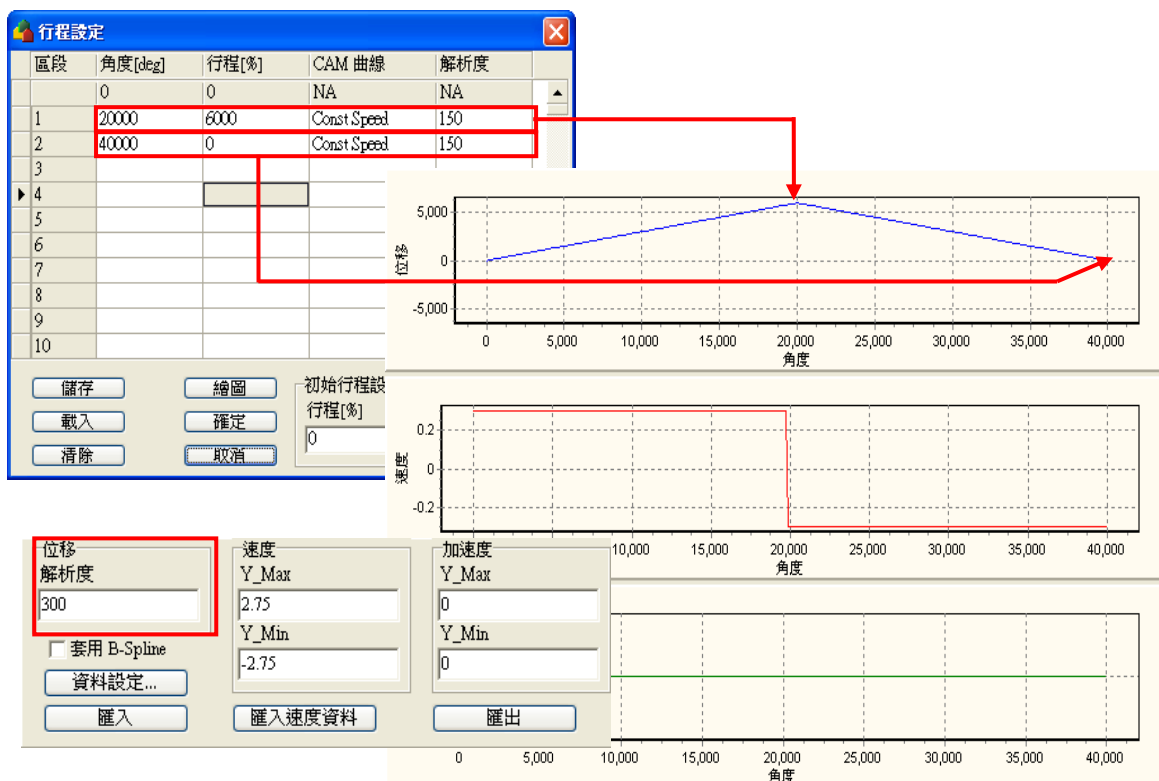 行程設定
區段 角度[deg] 行程[%] CAM 曲線 解析度
0 0 NA NA
1 20000 6000 Const Speed 150
2 40000 0 Const Speed 150
3
4
5
6
7
8
9
10
儲存 繪圖 初始行程設
載入 確定 行程[%]
清除 取消 0
5,000
0
-5,000
位移
0 5,000 10,000 15,000 20,000 25,000 30,000 35,000 40,000
角度
0.2
0
-0.2
速度
10,000 15,000 20,000 25,000 30,000 35,000 40,000
角度
位移 速度 加速度
解析度 Y_Max Y_Max
300 2.75 0
Y_Min Y_Min
套用 B-Spline -2.75 0
資料設定...
匯入 匯入速度資料 匯出
0 5,000 10,000 15,000 20,000 25,000 30,000 35,000 40,000
角度